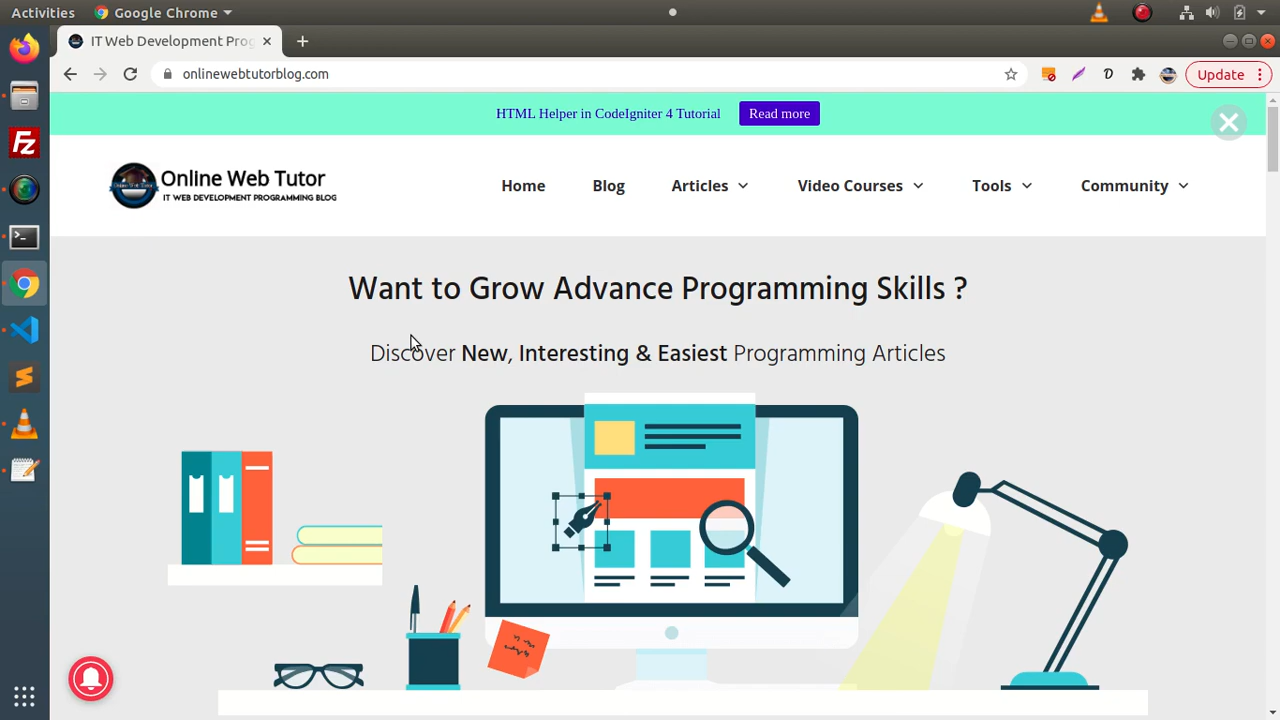 Activities Google Chrome
IT Web Development Prog
onlinewebtutorblog.com
Update
HTML Helper in CodeIgniter 4 Tutorial Read more
Online Web Tutor
IT WEB DEVELOPMENT PROGRAMMING BLOG
Home Blog Articles Video Courses Tools Community
Want to Grow Advance Programming Skills ?
Discover New, Interesting & Easiest Programming Articles